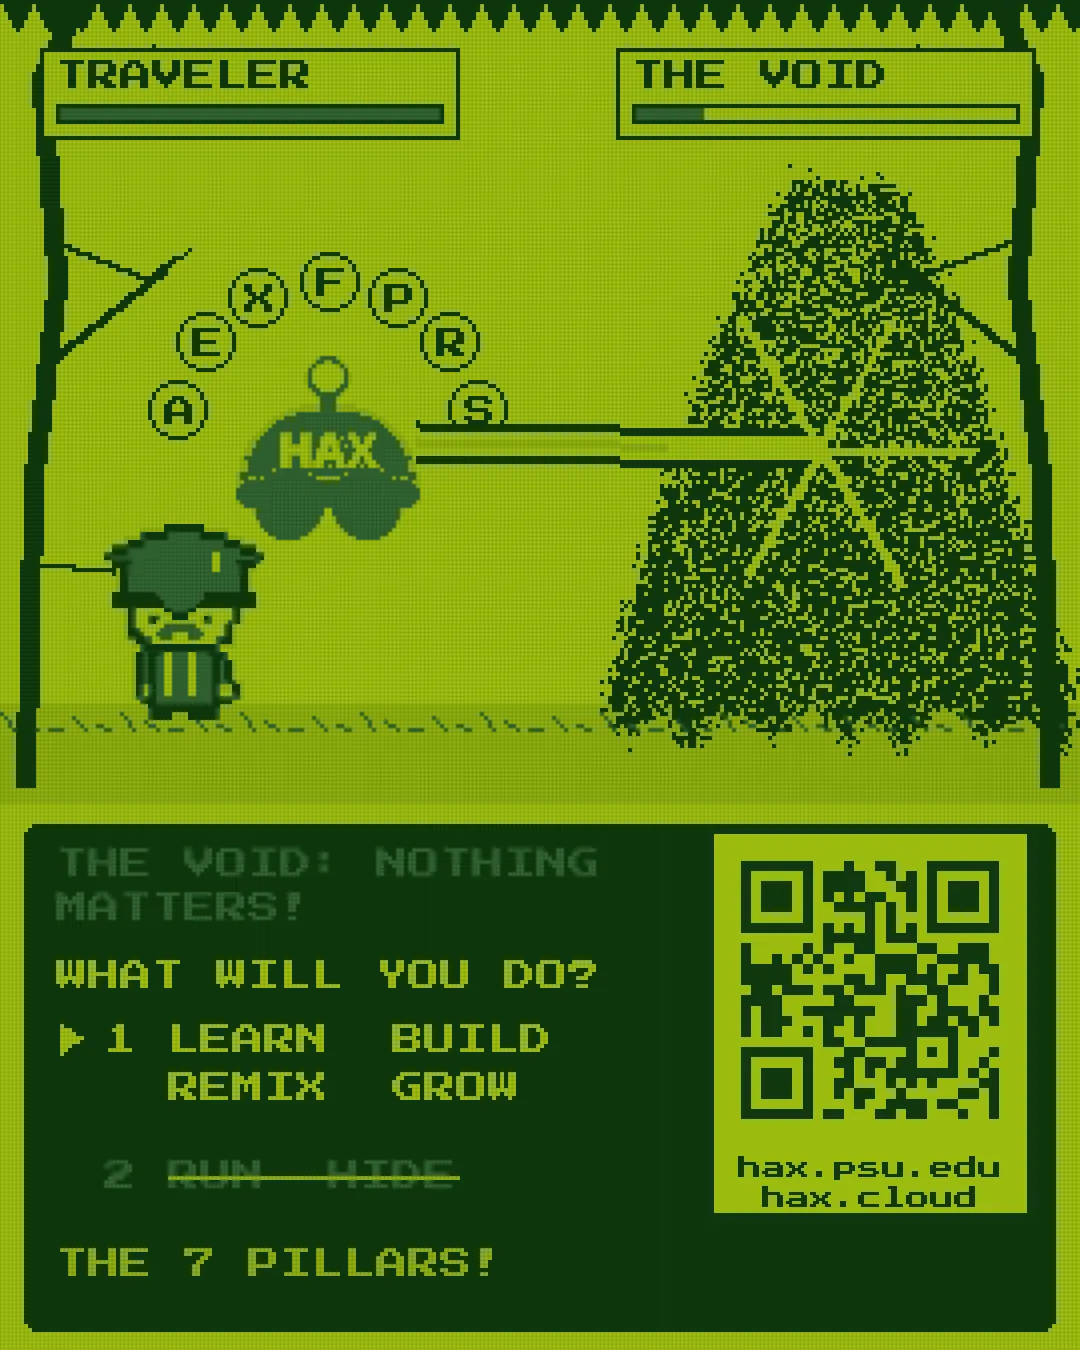 TRAVELER
THE VOID
A E X F P R S
HAX
THE VOID: NOTHING
MATTERS!
WHAT WILL YOU DO?
1 LEARN BUILD
REMIX GROW
2 RUN HIDE
THE 7 PILLARS!
hax.psu.edu
hax.cloud